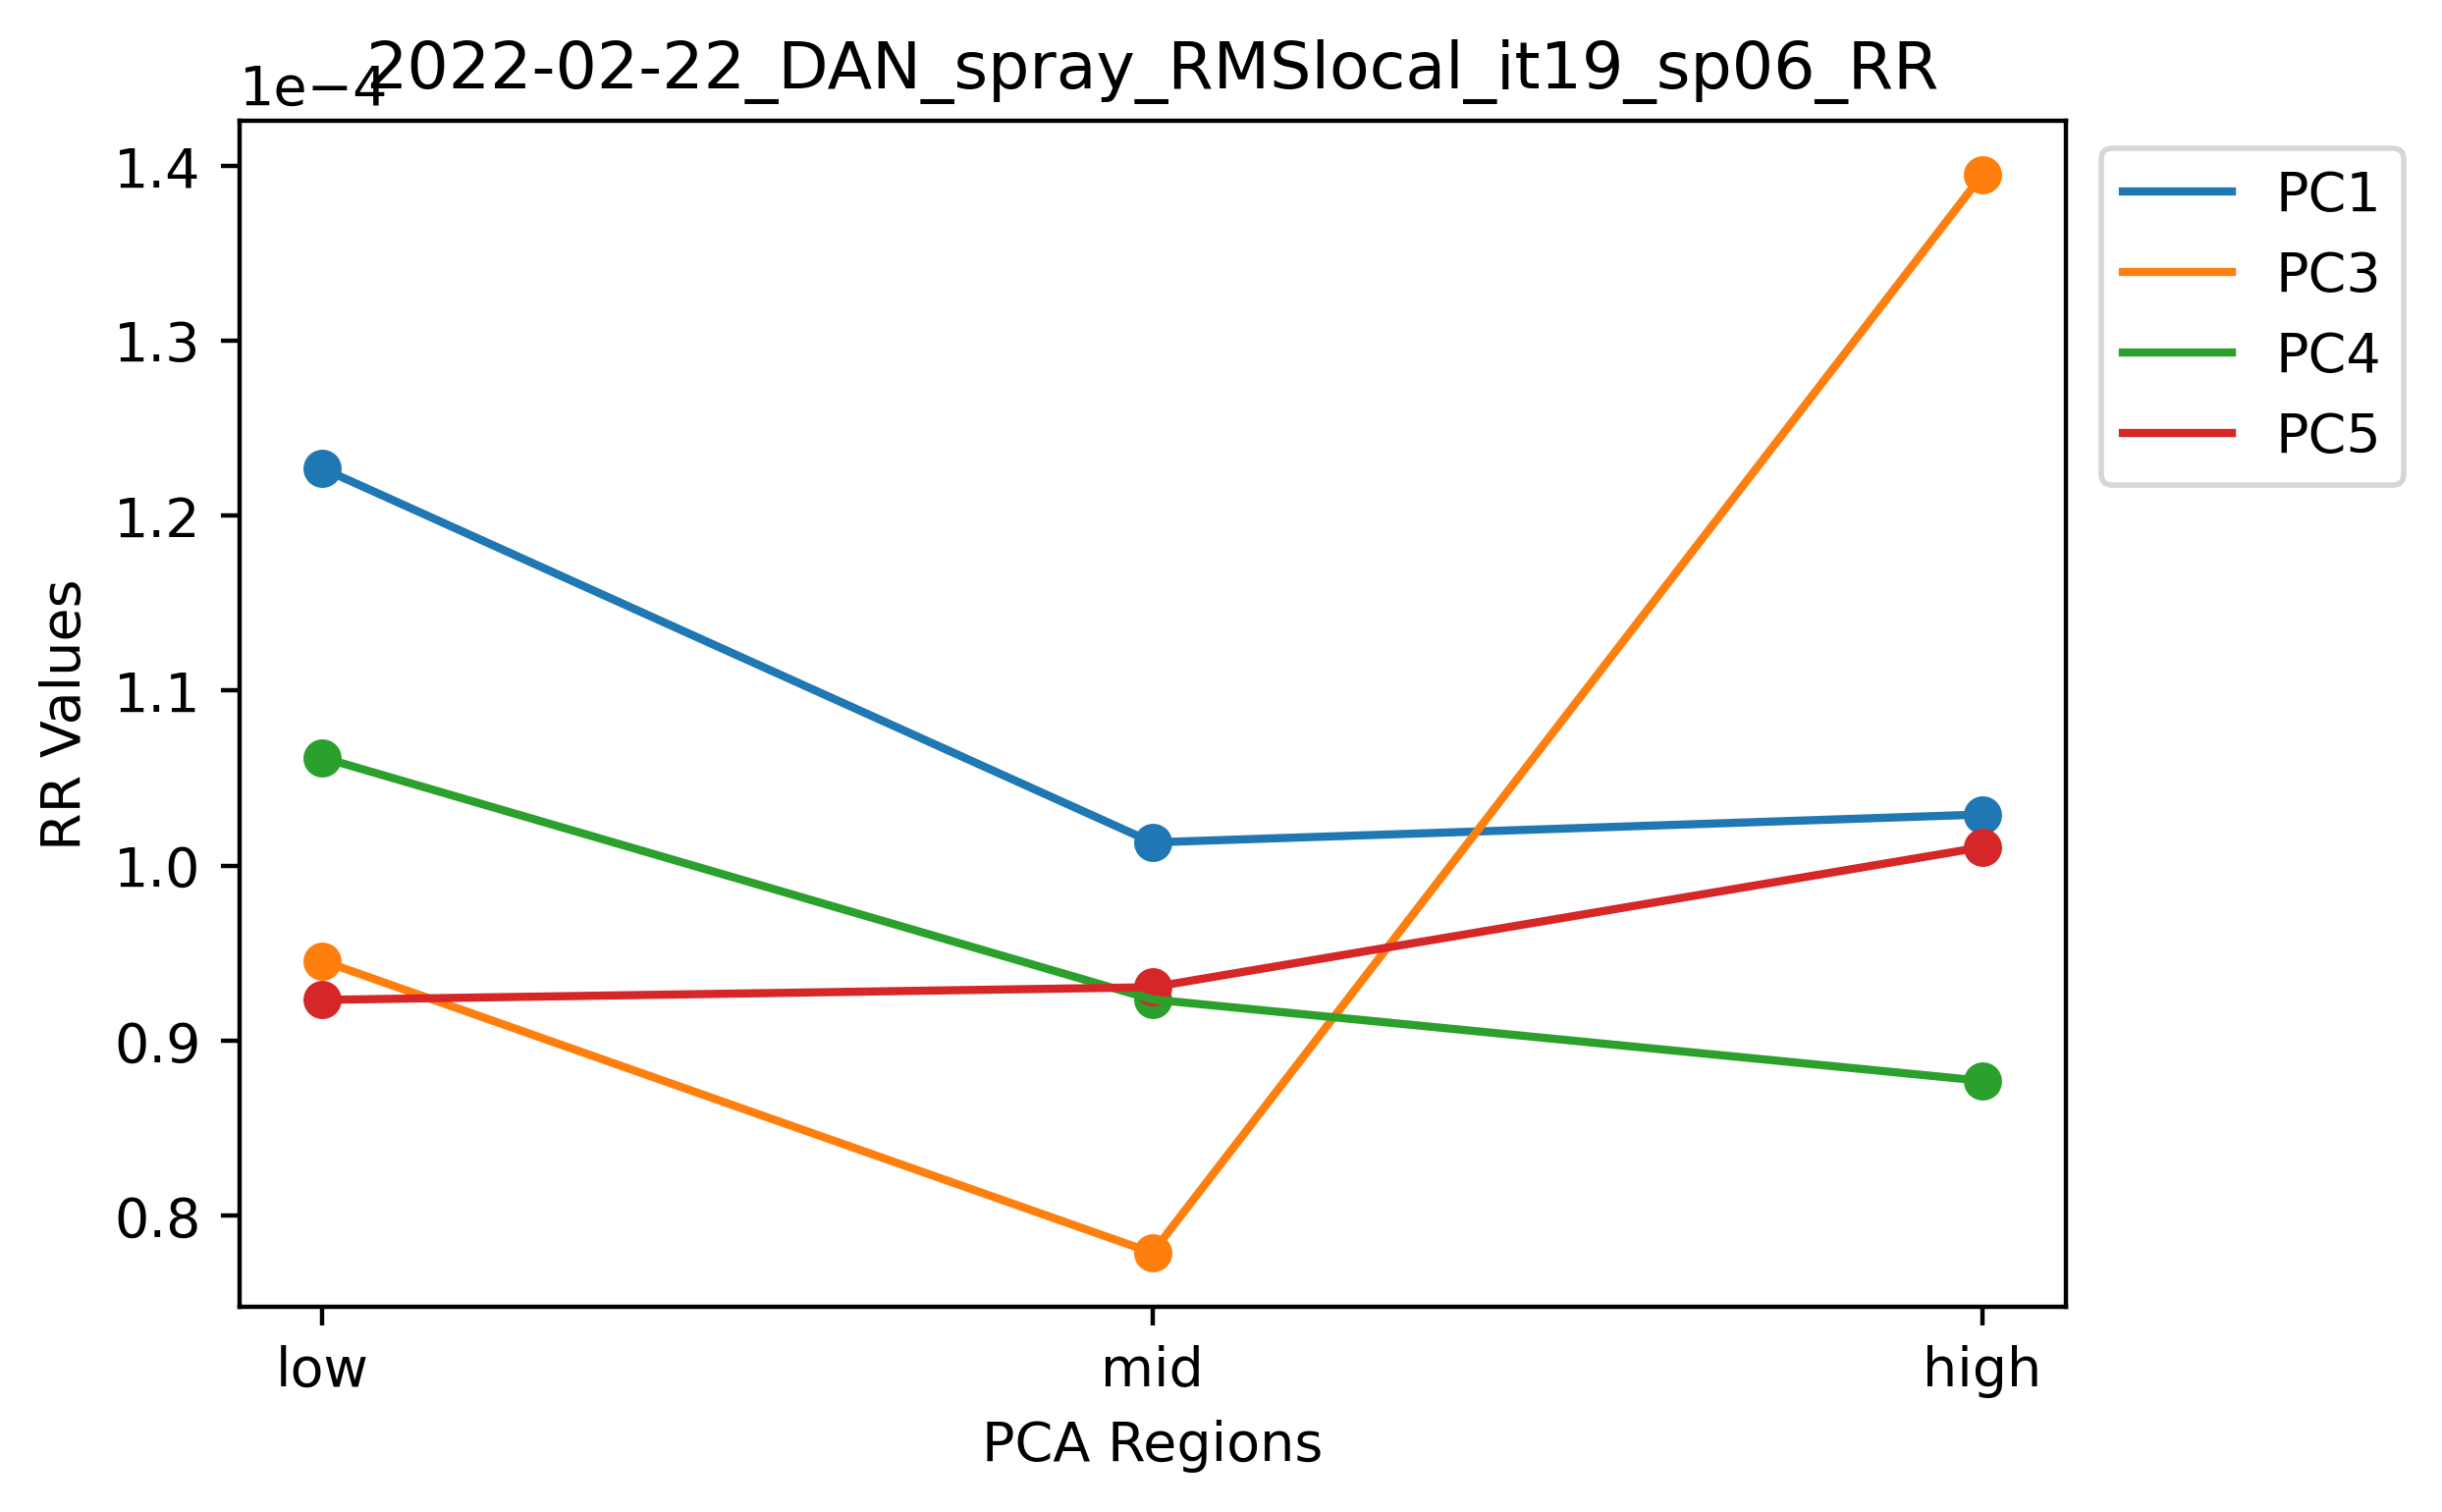 2022-02-22_DAN_spray_RMSlocal_it19_sp06_RR
1e−4
1.4
1.3
1.2
1.1
1.0
0.9
0.8
RR Values
low
mid
high
PCA Regions
PC1
PC3
PC4
PC5